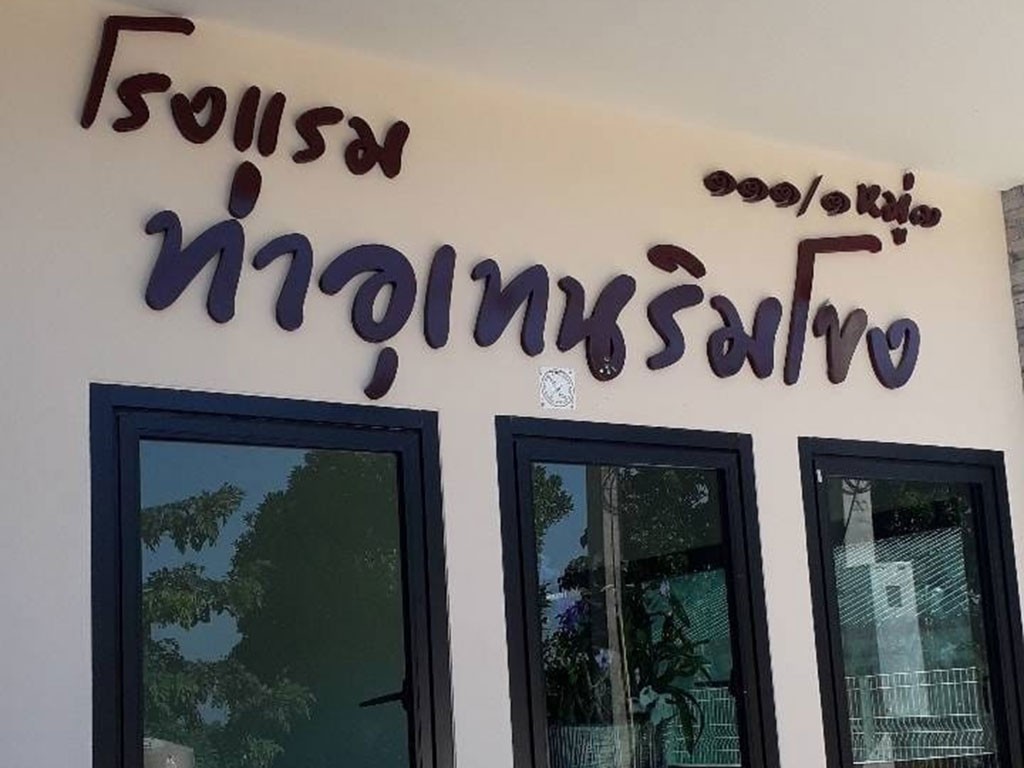 โรงแรม
ท่าอุเทนริมโขง
๑๑๑/๑ หมู่ ๗